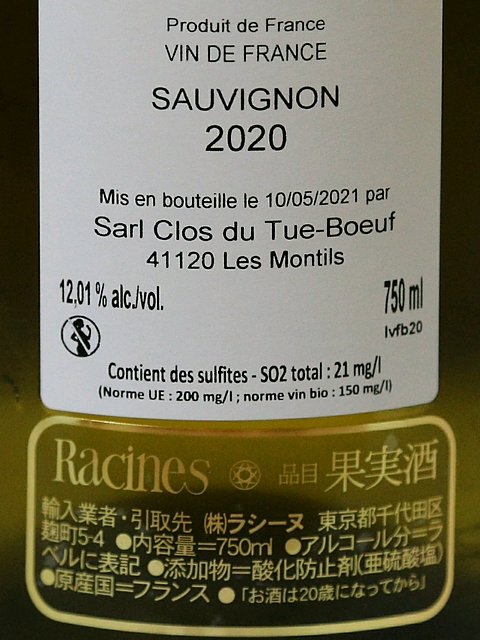 Produit de France
VIN DE FRANCE
SAUVIGNON
2020
Mis en bouteille le 10/05/2021 par
Sarl Clos du Tue-Boeuf
41120 Les Montils
12,01 % alc./vol.
750 ml
lvfb20
Contient des sulfites - SO2 total : 21 mg/l
(Norme UE : 200 mg/l ; norme vin bio : 150 mg/l)
Racines 品目 果実酒
輸入業者・引取先 ㈱ラシーヌ 東京都千代田区
麹町5-4 ●内容量=750ml ●アルコール分=ラ
ベルに表記 ●添加物=酸化防止剤(亜硫酸塩)
●原産国=フランス ●「お酒は20歳になってから」